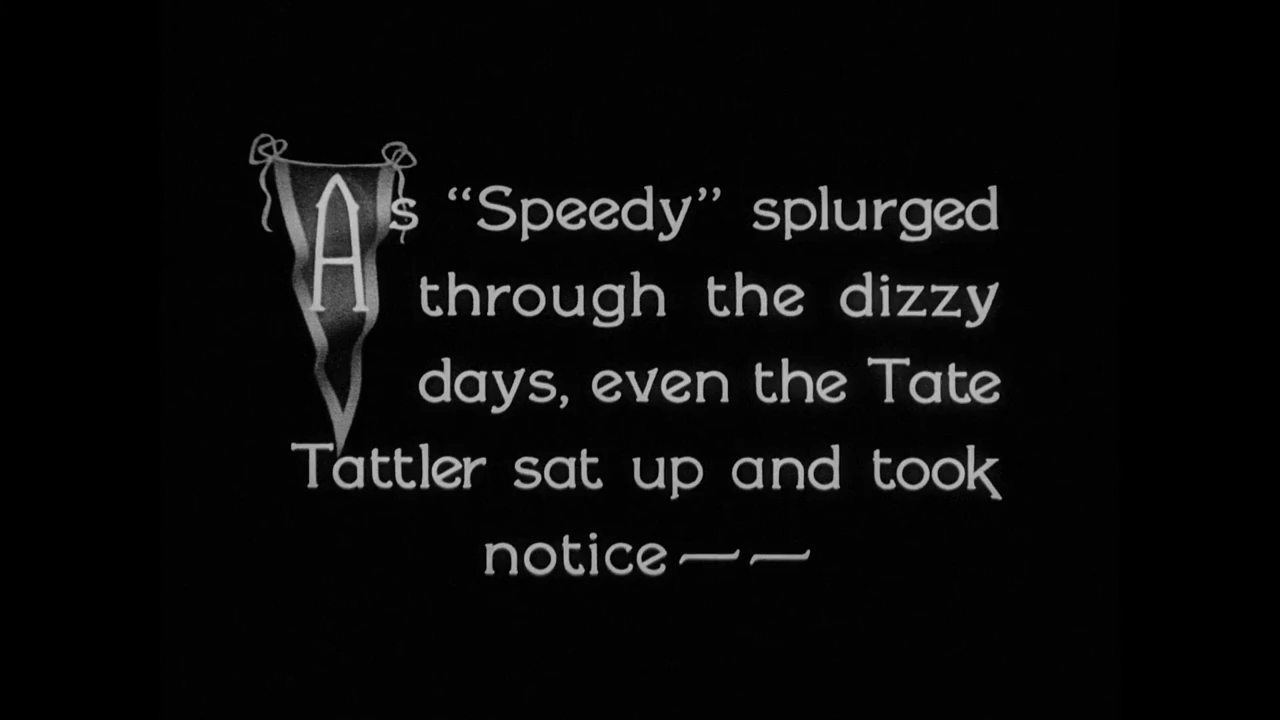 As “Speedy” splurged
through the dizzy
days, even the Tate
Tattler sat up and took
notice——